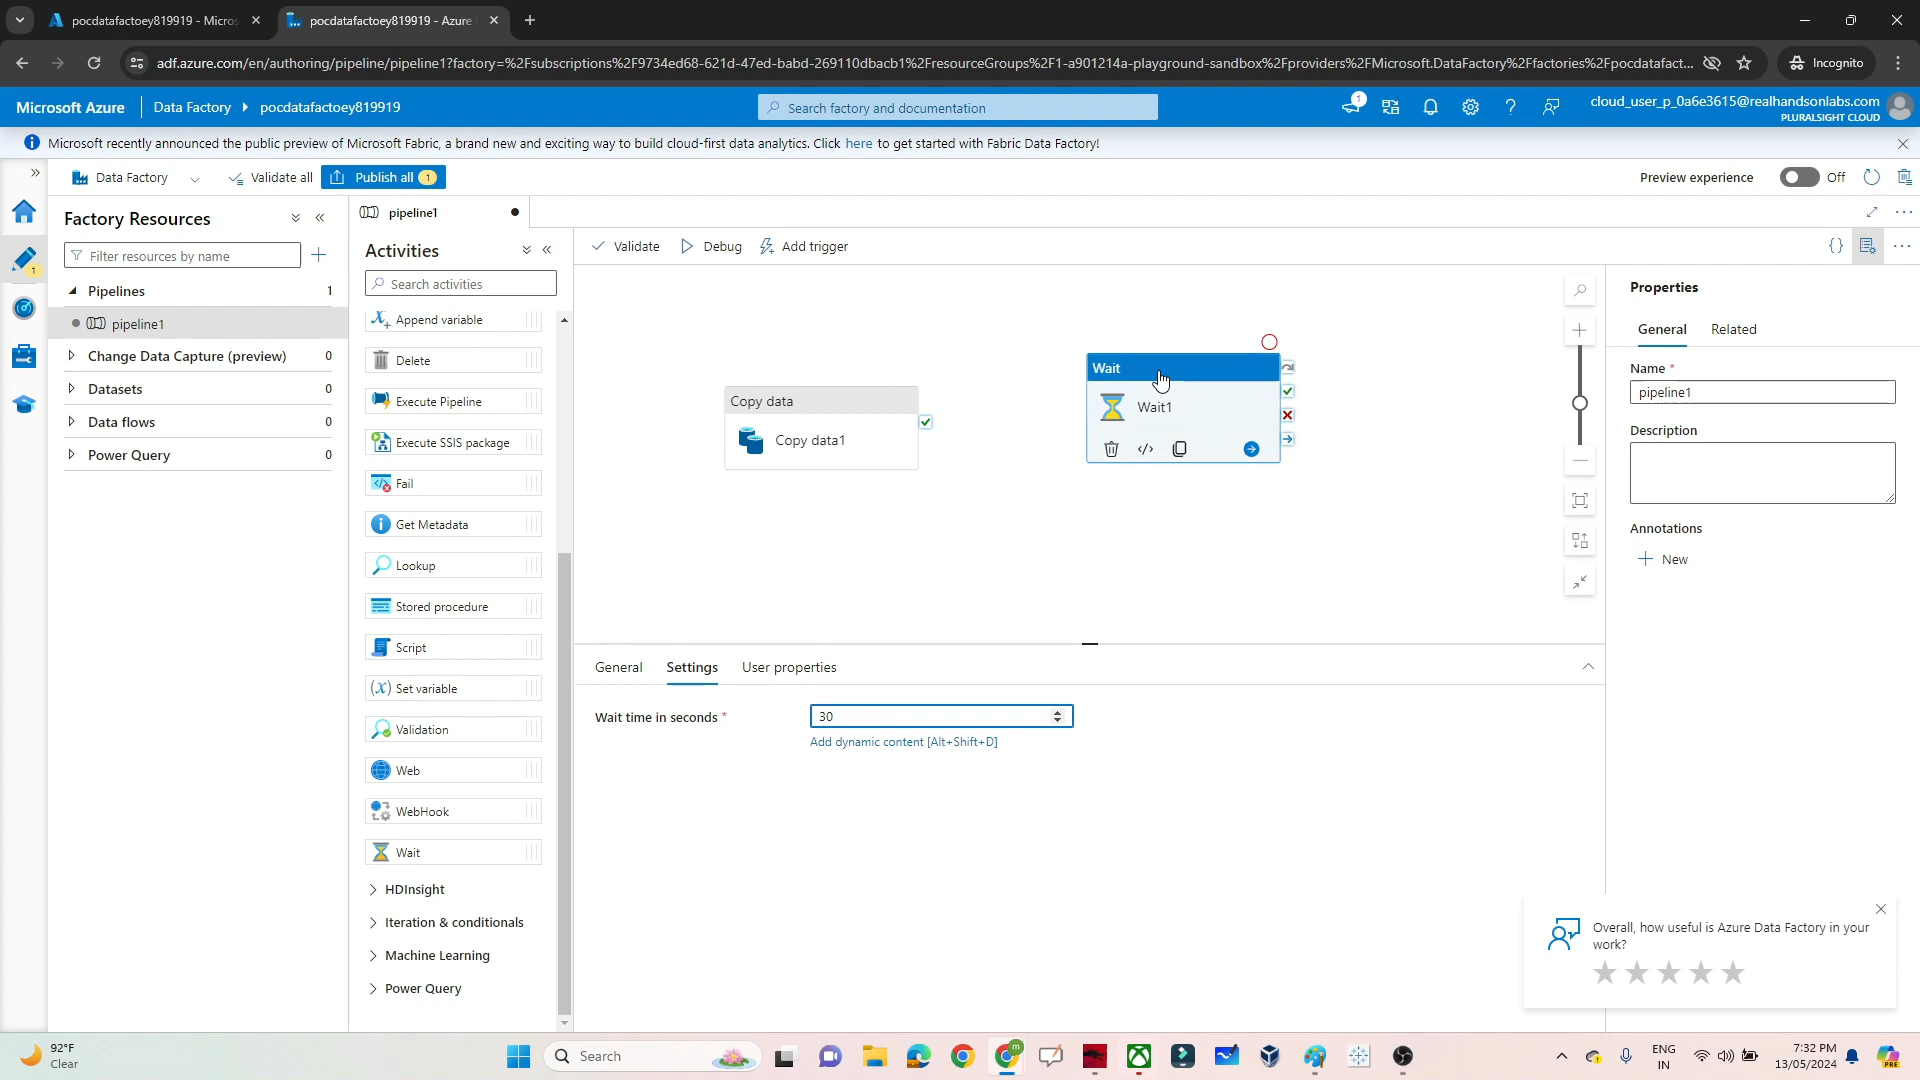 pocdatafactoey819919 - Micros
pocdatafactoey819919 - Azure
adf.azure.com/en/authoring/pipeline/pipeline1?factory=%2Fsubscriptions%2F9734ed68-621d-47ed-babd-269110dbacb1%2FresourceGroups%2F1-a901214a-playground-sandbox%2Fproviders%2FMicrosoft.DataFactory%2Ffactories%2Fpocdatafact...
Incognito
Microsoft Azure
Data Factory
pocdatafactoey819919
Search factory and documentation
1
cloud_user_p_0a6e3615@realhandsonlabs.com
PLURALSIGHT CLOUD
Microsoft recently announced the public preview of Microsoft Fabric, a brand new and exciting way to build cloud-first data analytics. Click here to get started with Fabric Data Factory!
Data Factory
Validate all
Publish all 1
Preview experience
Off
1
Factory Resources
Filter resources by name
Pipelines 1
pipeline1
Change Data Capture (preview) 0
Datasets 0
Data flows 0
Power Query 0
pipeline1
Activities
Search activities
Append variable
Delete
Execute Pipeline
Execute SSIS package
Fail
Get Metadata
Lookup
Stored procedure
Script
Set variable
Validation
Web
WebHook
Wait
HDInsight
Iteration & conditionals
Machine Learning
Power Query
Validate
Debug
Add trigger
Copy data
Copy data1
Wait
Wait1
General
Settings
User properties
Wait time in seconds *
30
Add dynamic content [Alt+Shift+D]
Properties
General
Related
Name *
pipeline1
Description
Annotations
New
Overall, how useful is Azure Data Factory in your
work?
92°F
Clear
Search
m
ENG
IN
7:32 PM
13/05/2024
PRE